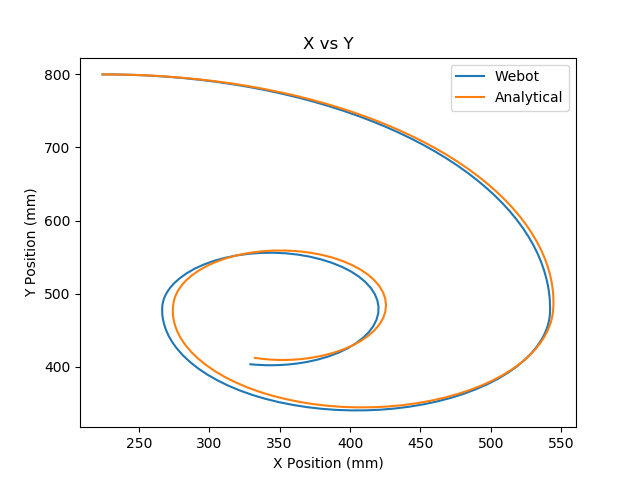 X vs Y
Webot
Analytical
Y Position (mm)
800
700
600
500
400
250 300 350 400 450 500 550
X Position (mm)